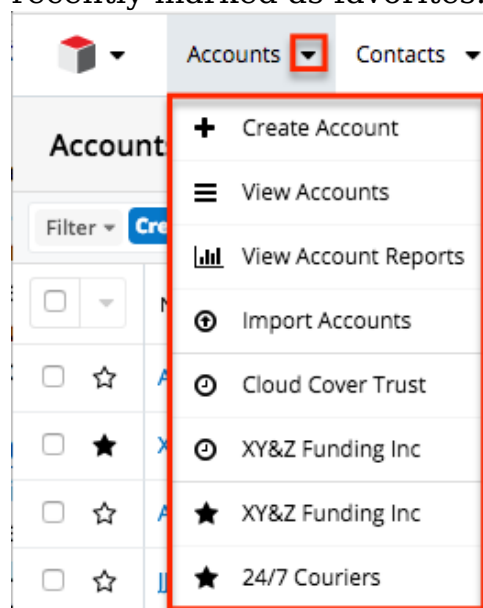 recently marked as favorites.
Accounts Contacts
Account
Create Account
View Accounts
Filter Cre
View Account Reports
Import Accounts
Cloud Cover Trust
XY&Z Funding Inc
XY&Z Funding Inc
24/7 Couriers